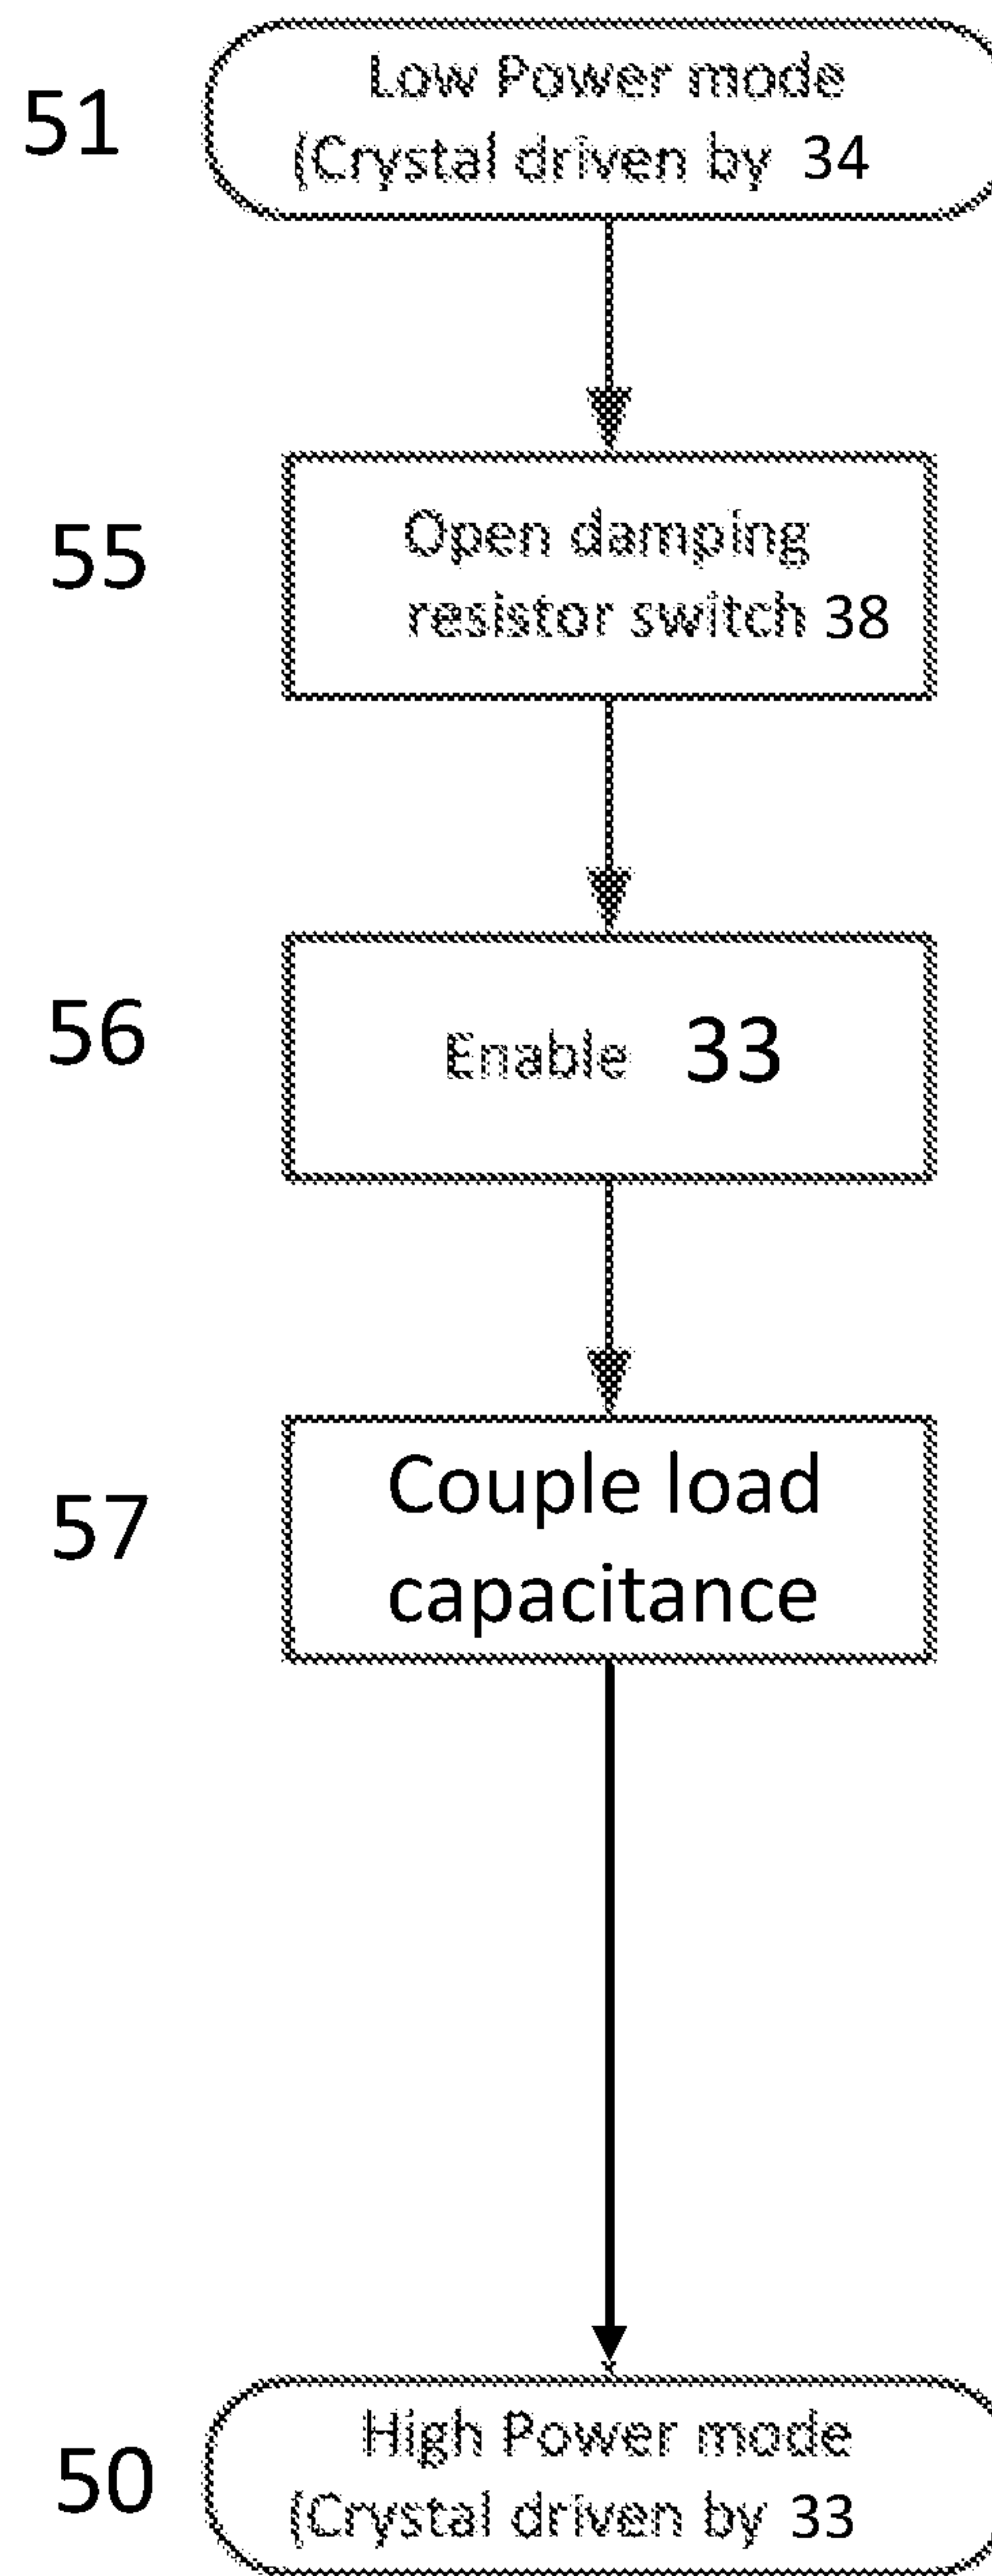 51
Low Power mode
(Crystal driven by 34
55
Open damping
resistor switch 38
56
Enable 33
57
Couple load
capacitance
50
High Power mode
(Crystal driven by 33